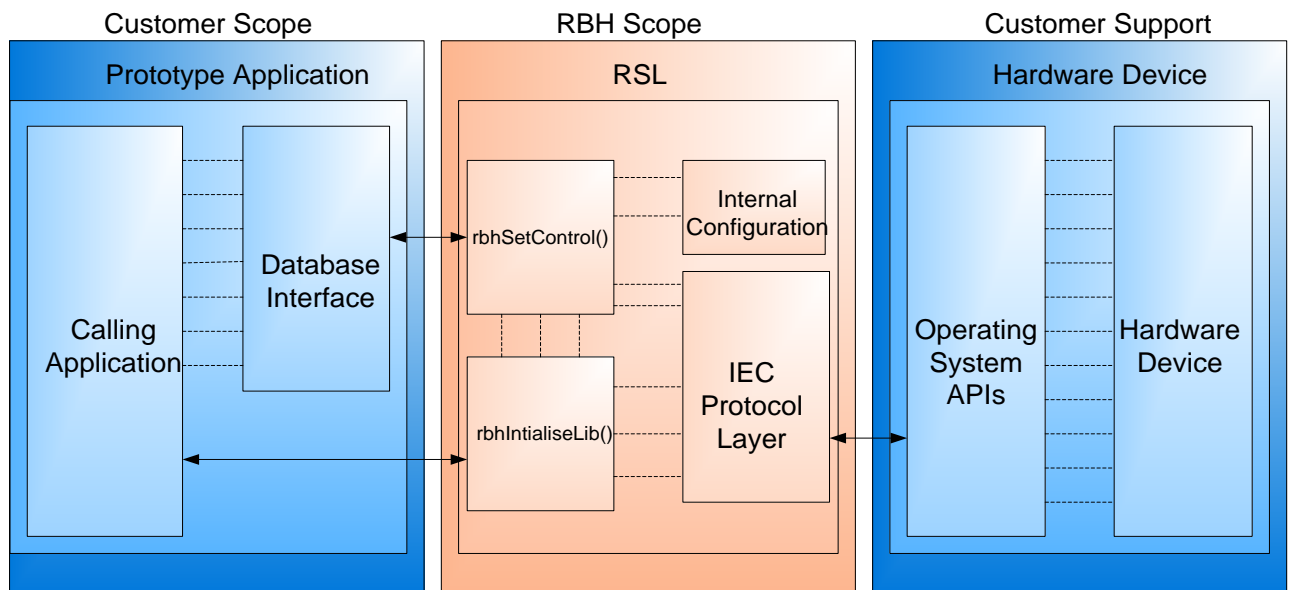 Customer Scope
RBH Scope
Customer Support
Prototype Application
RSL
Hardware Device
Calling
Application
Database
Interface
rbhSetControl()
Internal
Configuration
rbhIntialiseLib()
IEC
Protocol
Layer
Operating
System
APIs
Hardware
Device